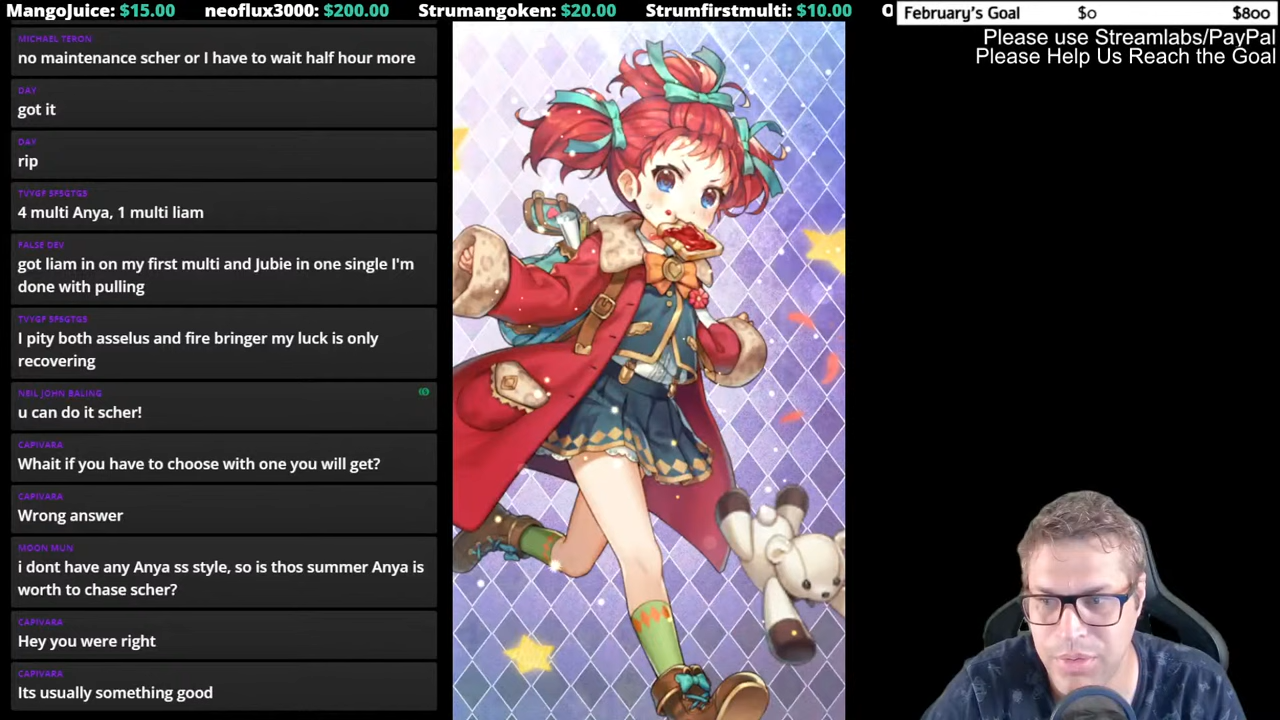 MangoJuice: $15.00 neoflux3000: $200.00 Strumangoken: $20.00 Strumfirstmulti: $10.00
February's Goal $0 $800
Please use Streamlabs/PayPal
Please Help Us Reach the Goal
MICHAEL TERON
no maintenance scher or I have to wait half hour more
DAY
got it
DAY
rip
TVYGF SFSGTGS
4 multi Anya, 1 multi liam
FALSE DEV
got liam in on my first multi and Jubie in one single I'm
done with pulling
TVYGF SFSGTGS
I pity both asselus and fire bringer my luck is only
recovering
NEIL JOHN BALING
u can do it scher!
CAPIVARA
Whait if you have to choose with one you will get?
CAPIVARA
Wrong answer
MOON MUN
i dont have any Anya ss style, so is thos summer Anya is
worth to chase scher?
CAPIVARA
Hey you were right
CAPIVARA
Its usually something good